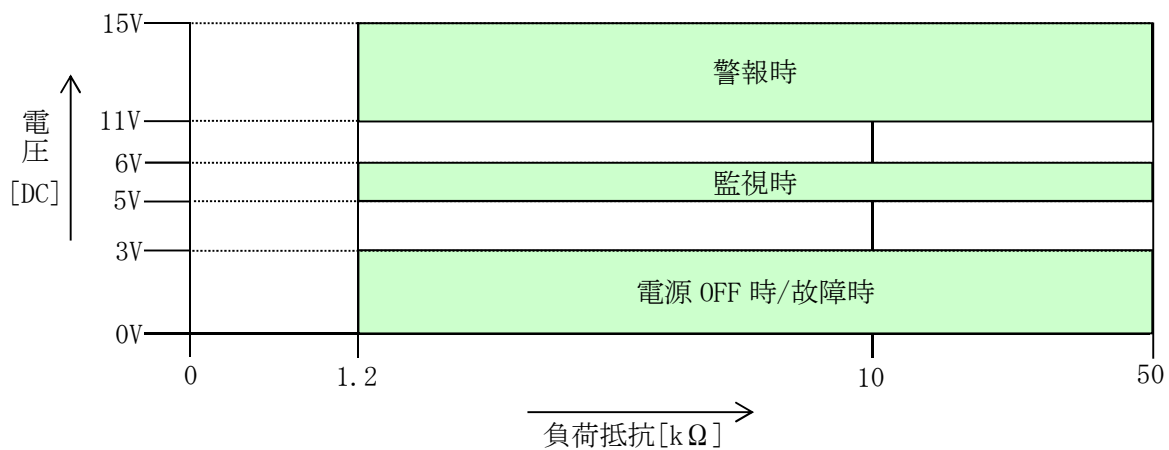 15V
警報時
11V
電
圧
[DC]
6V
監視時
5V
3V
電源 OFF 時/故障時
0V
0
1.2
10
50
負荷抵抗[kΩ]